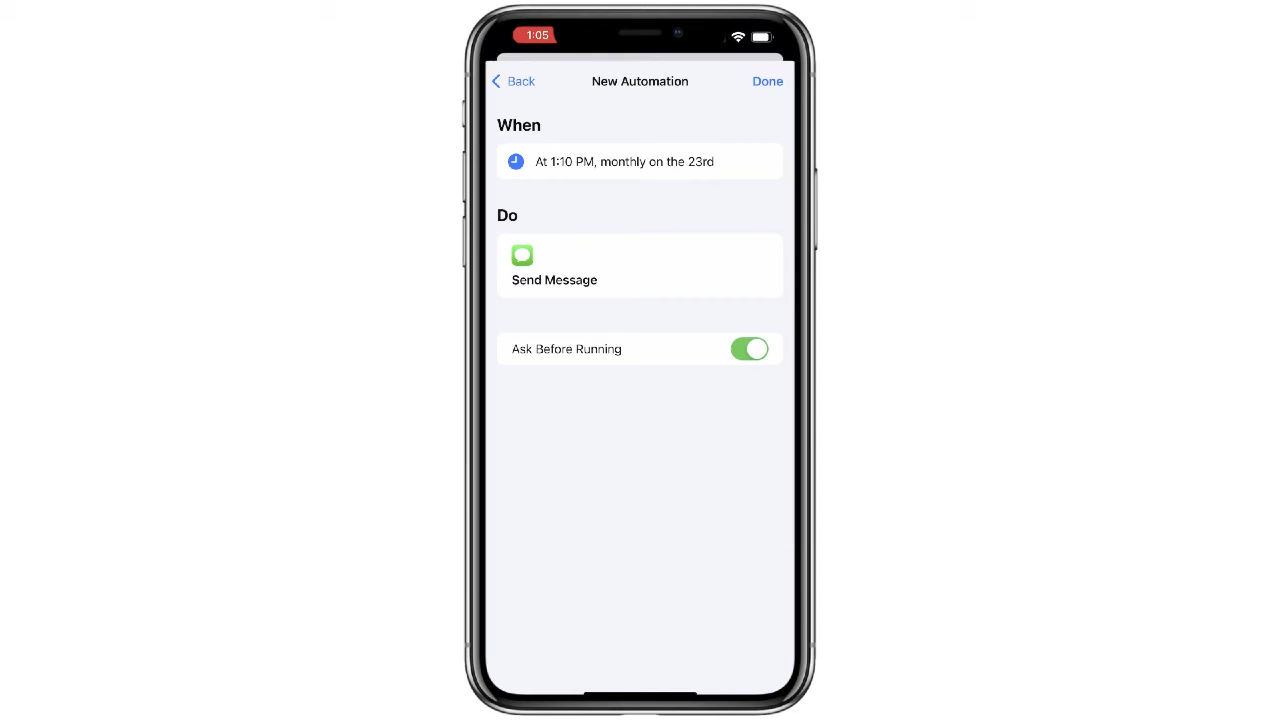 1:05
Back
New Automation
Done
When
At 1:10 PM, monthly on the 23rd
Do
Send Message
Ask Before Running